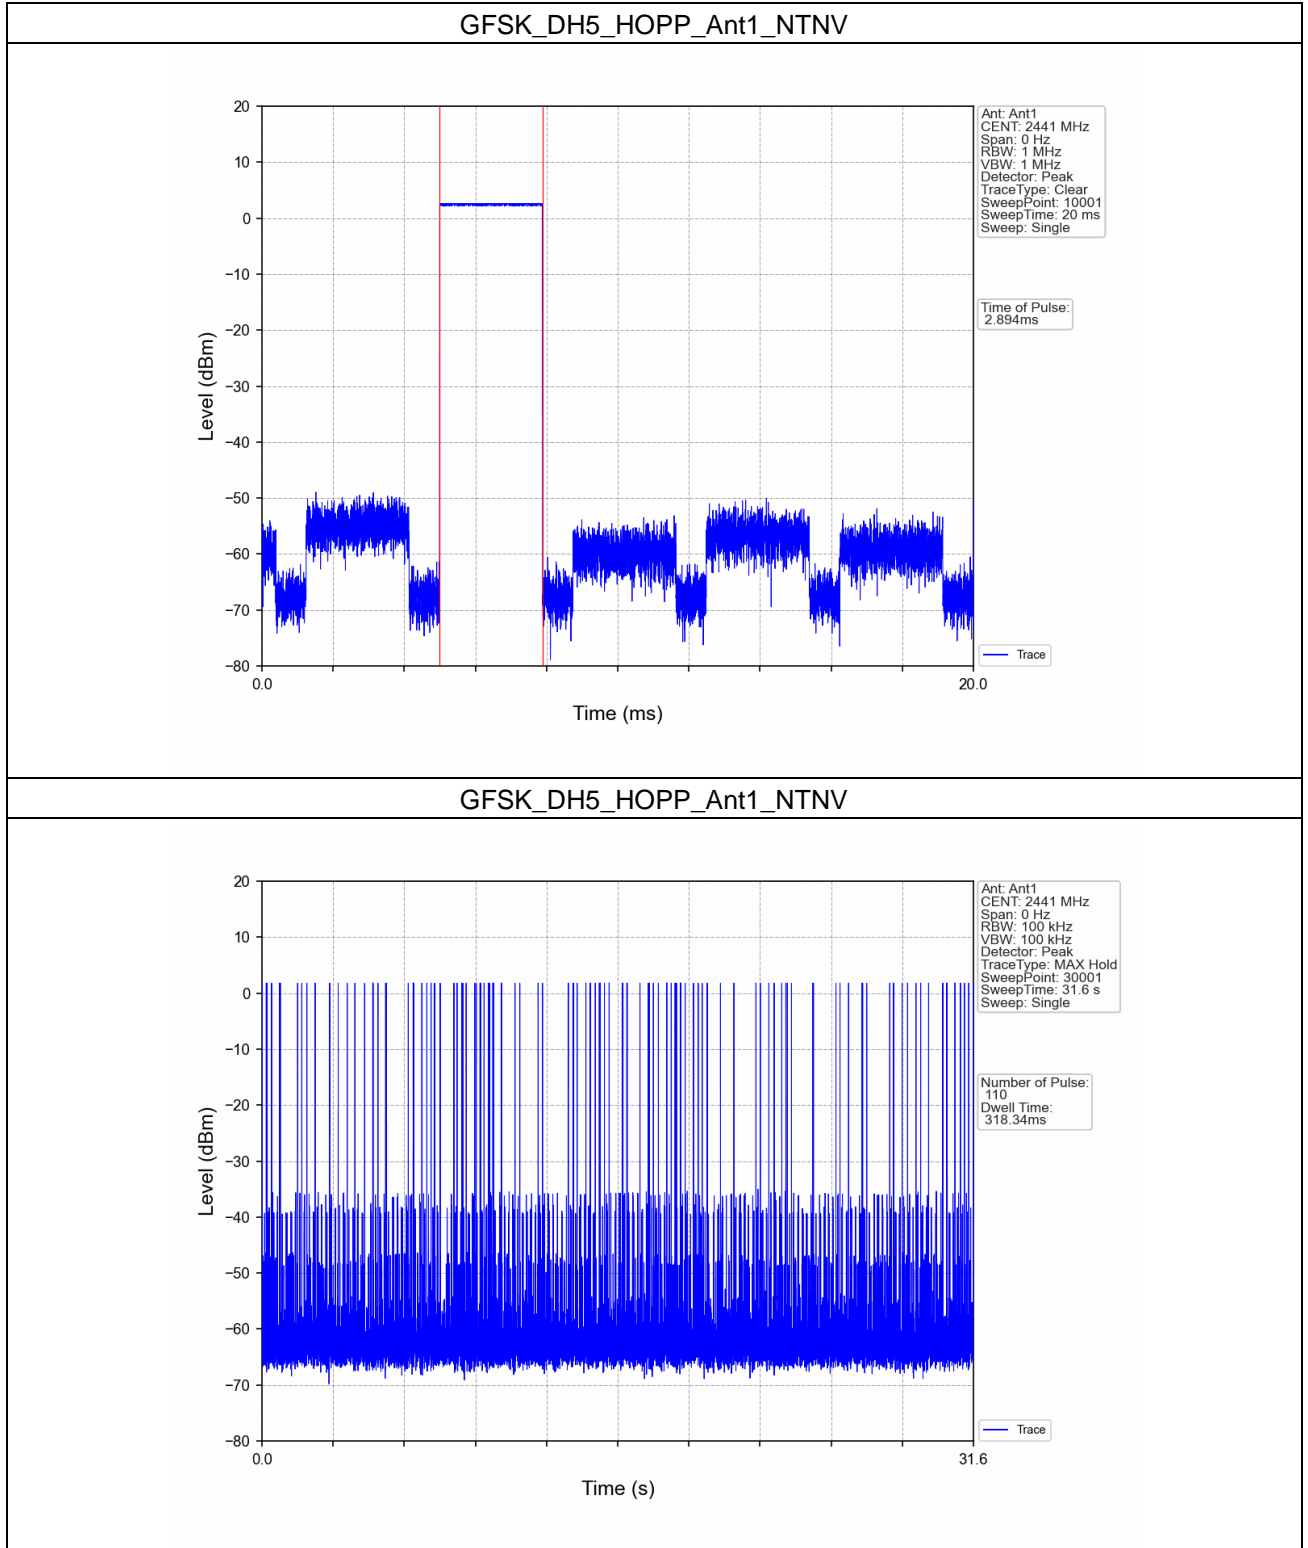 GFSK_DH5_HOPP_Ant1_NTNV
20
10
0
−10
−20
−30
−40
−50
−60
−70
−80
Level (dBm)
0.0
20.0
Time (ms)
Ant: Ant1
CENT: 2441 MHz
Span: 0 Hz
RBW: 1 MHz
VBW: 1 MHz
Detector: Peak
TraceType: Clear
SweepPoint: 10001
SweepTime: 20 ms
Sweep: Single
Time of Pulse:
2.894ms
Trace
GFSK_DH5_HOPP_Ant1_NTNV
20
10
0
−10
−20
−30
−40
−50
−60
−70
−80
Level (dBm)
0.0
31.6
Time (s)
Ant: Ant1
CENT: 2441 MHz
Span: 0 Hz
RBW: 100 kHz
VBW: 100 kHz
Detector: Peak
TraceType: MAX Hold
SweepPoint: 30001
SweepTime: 31.6 s
Sweep: Single
Number of Pulse:
110
Dwell Time:
318.34ms
Trace